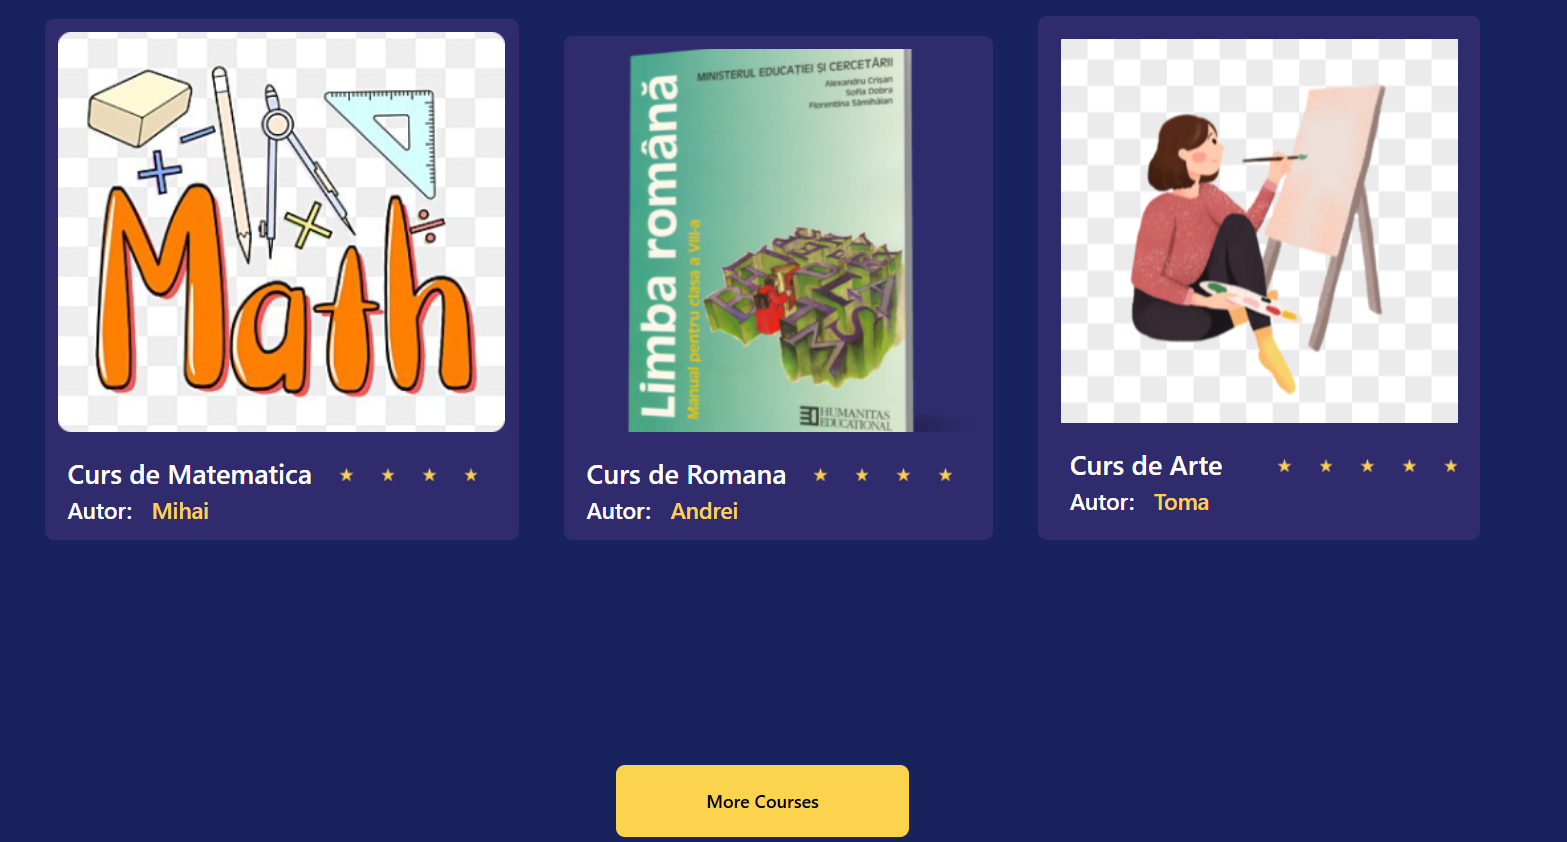 Math
Curs de Matematica
Autor: Mihai
Limba română
Manual pentru clasa a VIII-a
MINISTERUL EDUCAȚIEI ȘI CERCETĂRII
Alexandru Crișan
Sofia Dobra
Florentina Sâmihăian
HUMANITAS
EDUCATIONAL
Curs de Romana
Autor: Andrei
Curs de Arte
Autor: Toma
More Courses